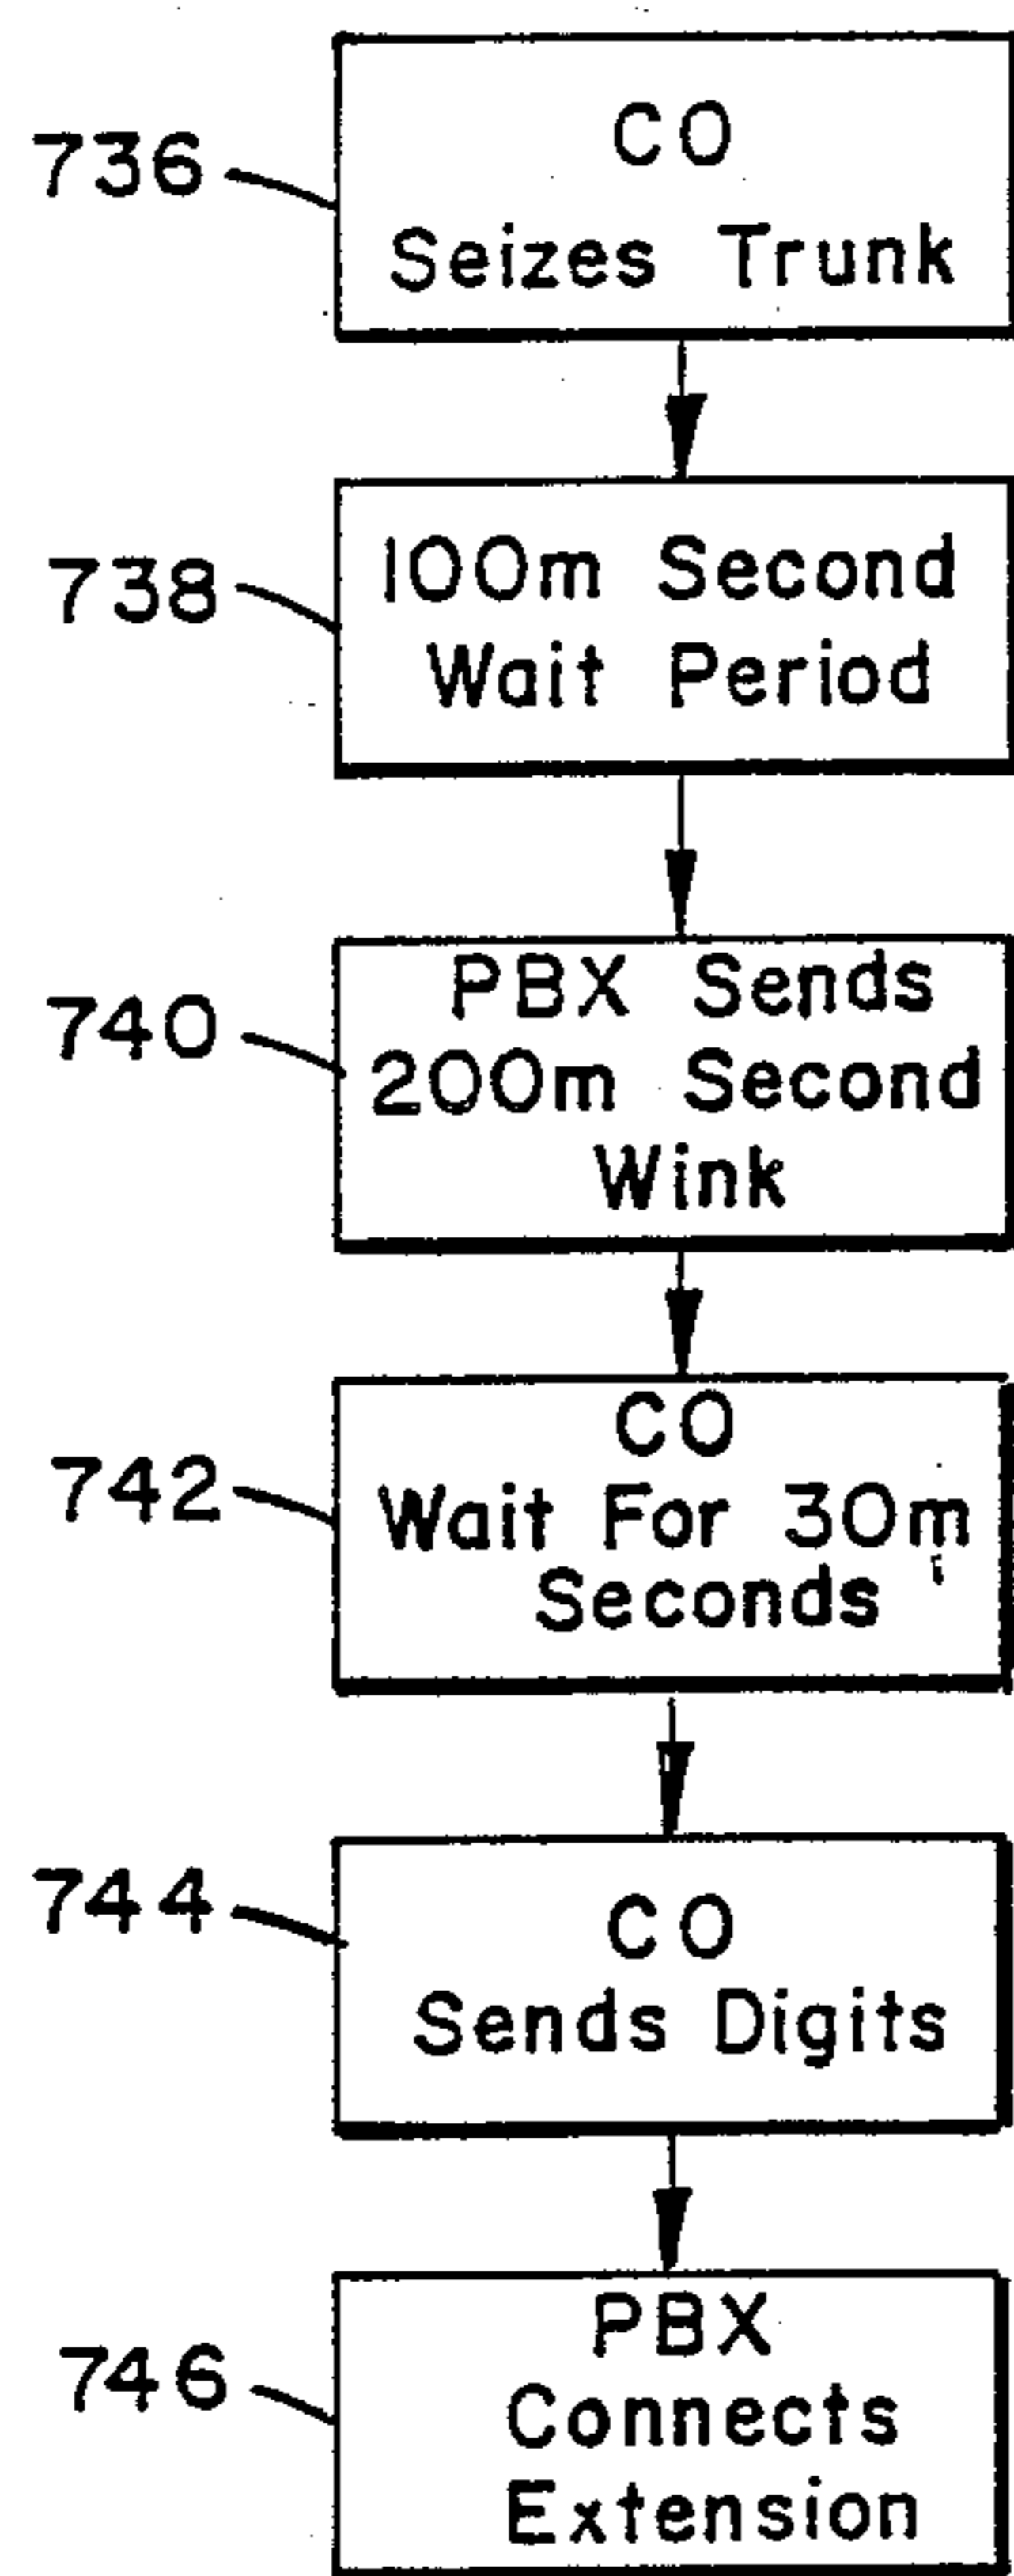 736
CO
Seizes Trunk
738
100m Second
Wait Period
740
PBX Sends
200m Second
Wink
742
CO
Wait For 30m
Seconds
744
CO
Sends Digits
746
PBX
Connects
Extension